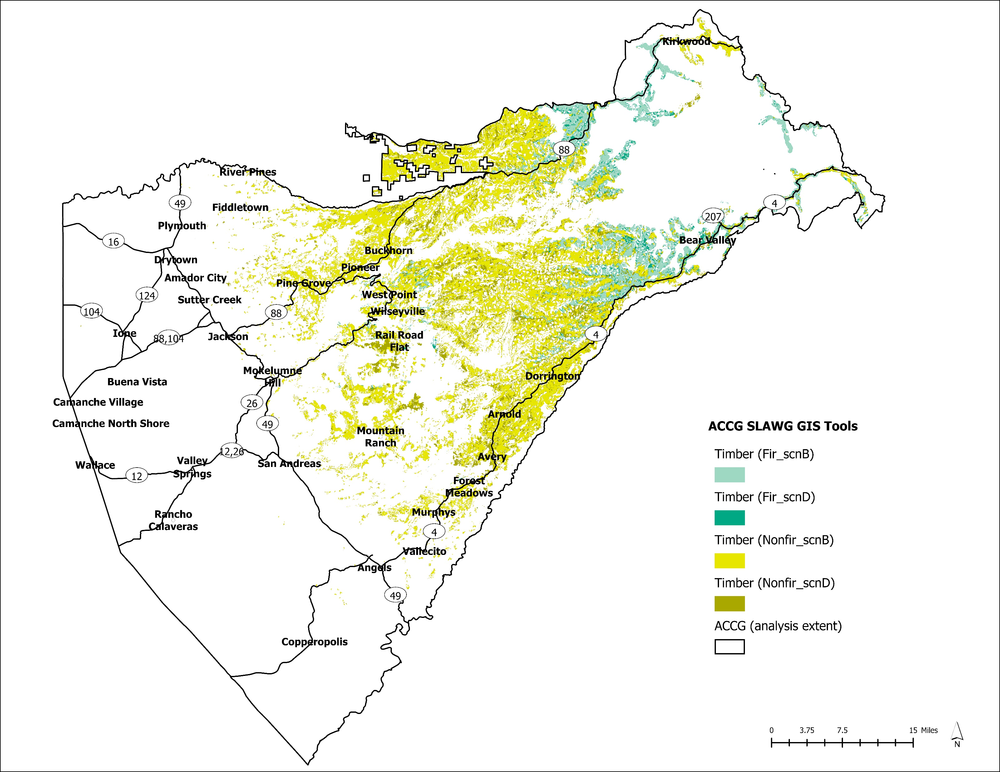 Kirkwood
88
River Pines
49
Fiddletown
4
207
Plymouth
16
Bear Valley
Buckhorn
Drytown
Pioneer
Amador City
Pine Grove
124
West Point
Sutter Creek
104
88
Wilseyville
Ione
88,104
Jackson
Rail Road
Flat
4
Mokelumne
Hill
Buena Vista
Dorrington
Camanche Village
26
Arnold
Camanche North Shore
49
Mountain
Ranch
12,26
Avery
Valley
Springs
Wallace
San Andreas
12
Forest
Meadows
Rancho
Calaveras
Murphys
4
Vallecito
Angels
49
Copperopolis
ACCG SLAWG GIS Tools
Timber (Fir_scnB)
Timber (Fir_scnD)
Timber (Nonfir_scnB)
Timber (Nonfir_scnD)
ACCG (analysis extent)
0 3.75 7.5 15 Miles
N